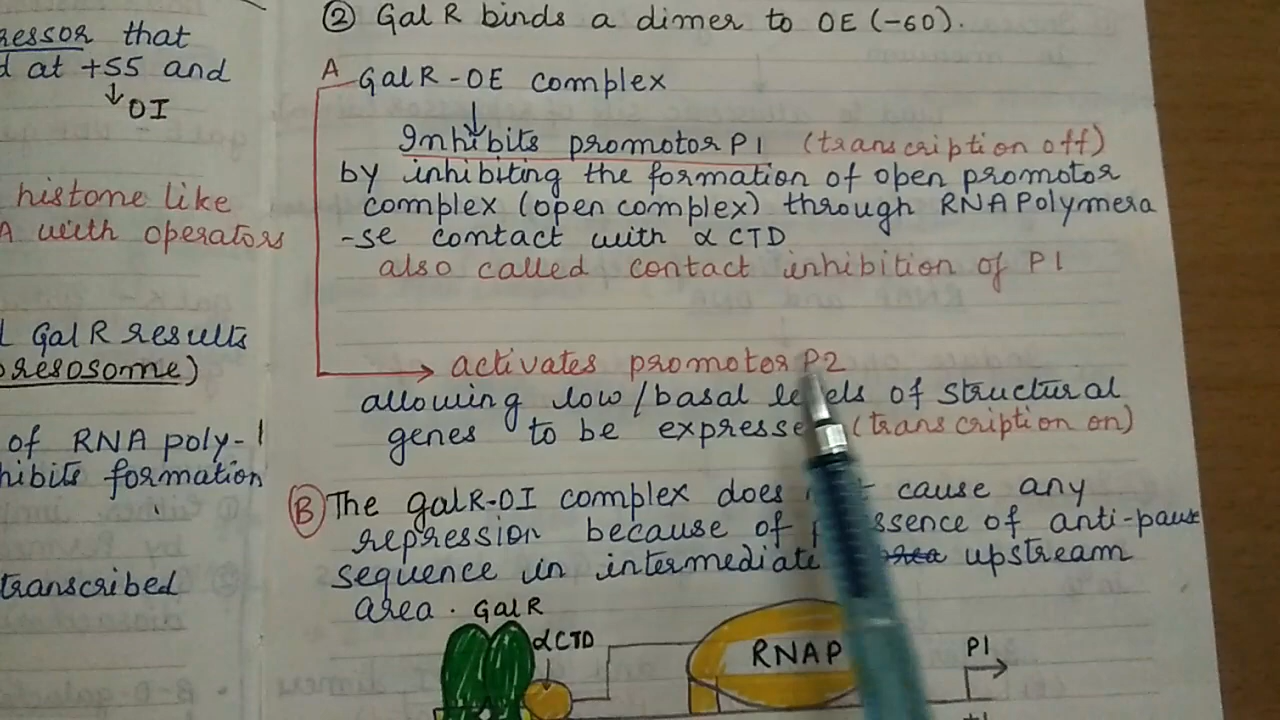 ressor that
d at +55 and
↓OI
histone like
A with operators
l GalR results
presosome)
of RNA poly-
hibits formation
transcribed
② GalR binds a dimer to OE (-60).
A GalR-OE complex
↓
Inhibits promotor P1 (transcription off)
by inhibiting the formation of open promotor
complex (open complex) through RNA Polymera
-se contact with αCTD
also called contact inhibition of P1
activates promotor P2
allowing low/basal levels of structural
genes to be expresse (transcription on)
Ⓑ The galR-OI complex does cause any
repression because of ssence of anti-pause
sequence in intermediate upstream
area.
GalR
αCTD
RNAP
P1
+1